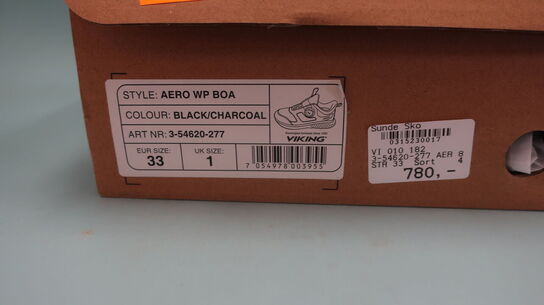 STYLE: AERO WP BOA
COLOUR: BLACK/CHARCOAL
ART NR: 3-54620-277
EUR SIZE: 33
UK SIZE: 1
VIKING
7 054978 003955
Sunde Sko
0315230017
VI 010 182
3-54620-277 AER 8
STR 33 Sort 4
780,-